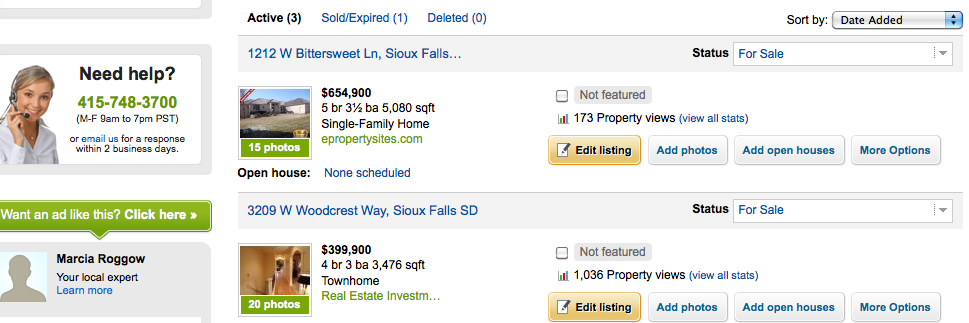 Active (3) Sold/Expired (1) Deleted (0)
Sort by: Date Added
1212 W Bittersweet Ln, Sioux Falls…
Status For Sale
$654,900
5 br 3½ ba 5,080 sqft
Single-Family Home
epropertysites.com
15 photos
Not featured
173 Property views (view all stats)
Edit listing Add photos Add open houses More Options
Open house: None scheduled
3209 W Woodcrest Way, Sioux Falls SD
Status For Sale
$399,900
4 br 3 ba 3,476 sqft
Townhome
Real Estate Investm…
20 photos
Not featured
1,036 Property views (view all stats)
Edit listing Add photos Add open houses More Options
Need help?
415-748-3700
(M-F 9am to 7pm PST)
or email us for a response
within 2 business days.
Want an ad like this? Click here »
Marcia Roggow
Your local expert
Learn more